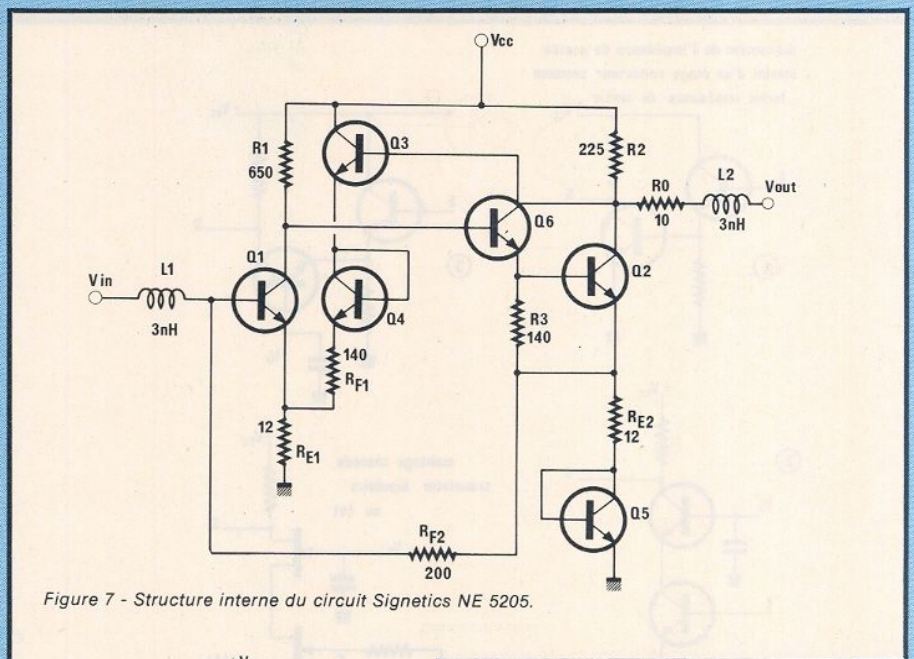 Vcc
R1
650
Q3
225
R2
R0
10
L2
3nH
Vout
Q6
Q1
Q2
Vin
L1
3nH
Q4
R3
140
140
RF1
12
RE1
RE2
12
Q5
RF2
200
Figure 7 - Structure interne du circuit Signetics NE 5205.